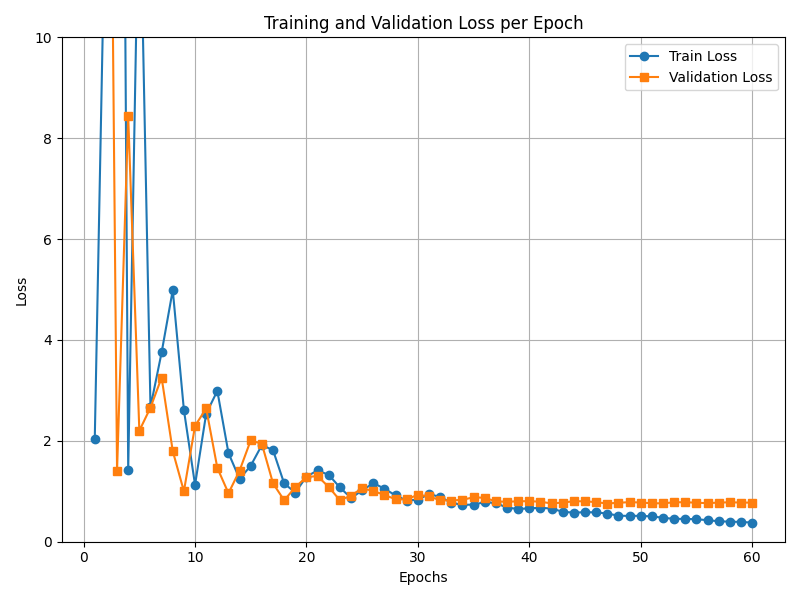 Training and Validation Loss per Epoch
Train Loss
Validation Loss
Loss
10
8
6
4
2
0
0 10 20 30 40 50 60
Epochs